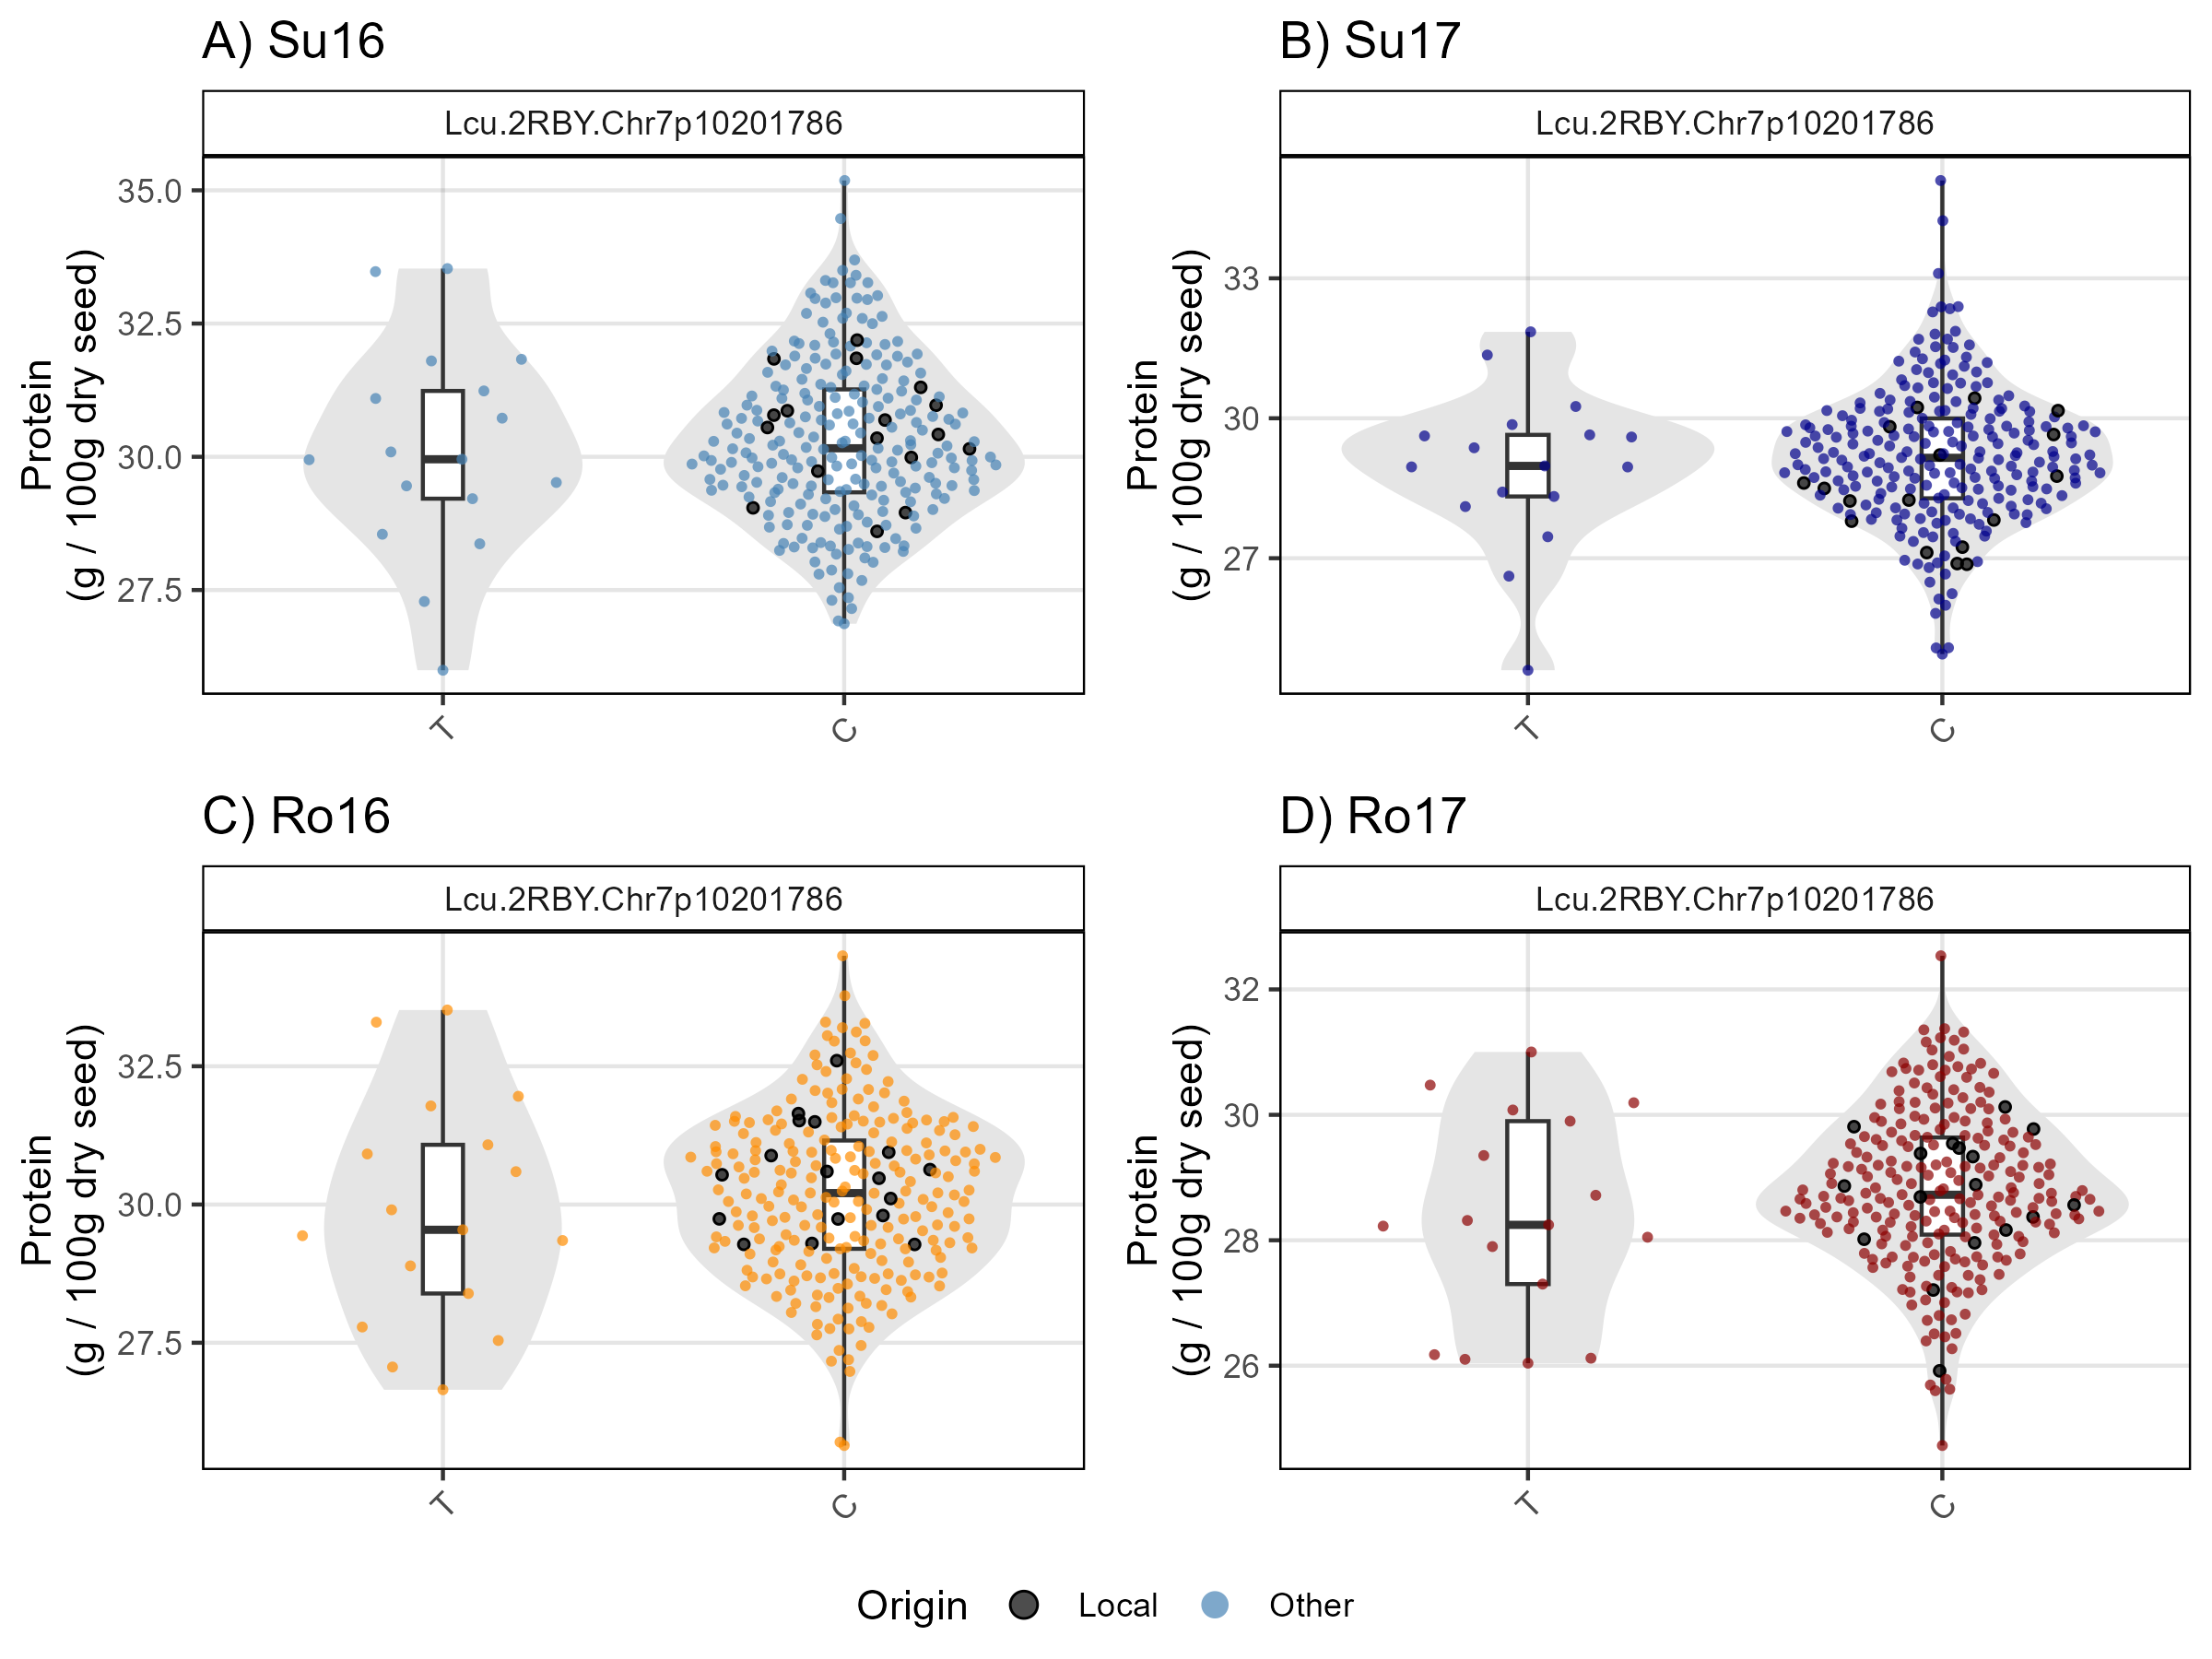 A) Su16
Lcu.2RBY.Chr7p10201786
Protein
(g / 100g dry seed)
35.0
32.5
30.0
27.5
T
C
B) Su17
Lcu.2RBY.Chr7p10201786
Protein
(g / 100g dry seed)
33
30
27
T
C
C) Ro16
Lcu.2RBY.Chr7p10201786
Protein
(g / 100g dry seed)
32.5
30.0
27.5
T
C
D) Ro17
Lcu.2RBY.Chr7p10201786
Protein
(g / 100g dry seed)
32
30
28
26
T
C
Origin Local Other